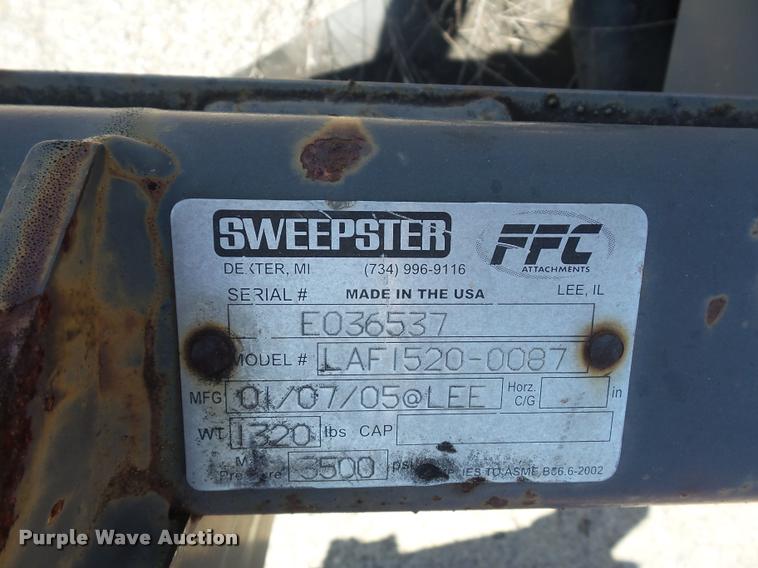 SWEEPSTER FFC
ATTACHMENTS
DEXTER, MI (734) 996-9116 LEE, IL
SERIAL # MADE IN THE USA
E036537
MODEL # LAF1520-0087
MFG 01/07/05@LEE Horz. C/G in
WT 1320 lbs CAP
Pressure 3500 psi TO ASME B56.6-2002
Purple Wave Auction